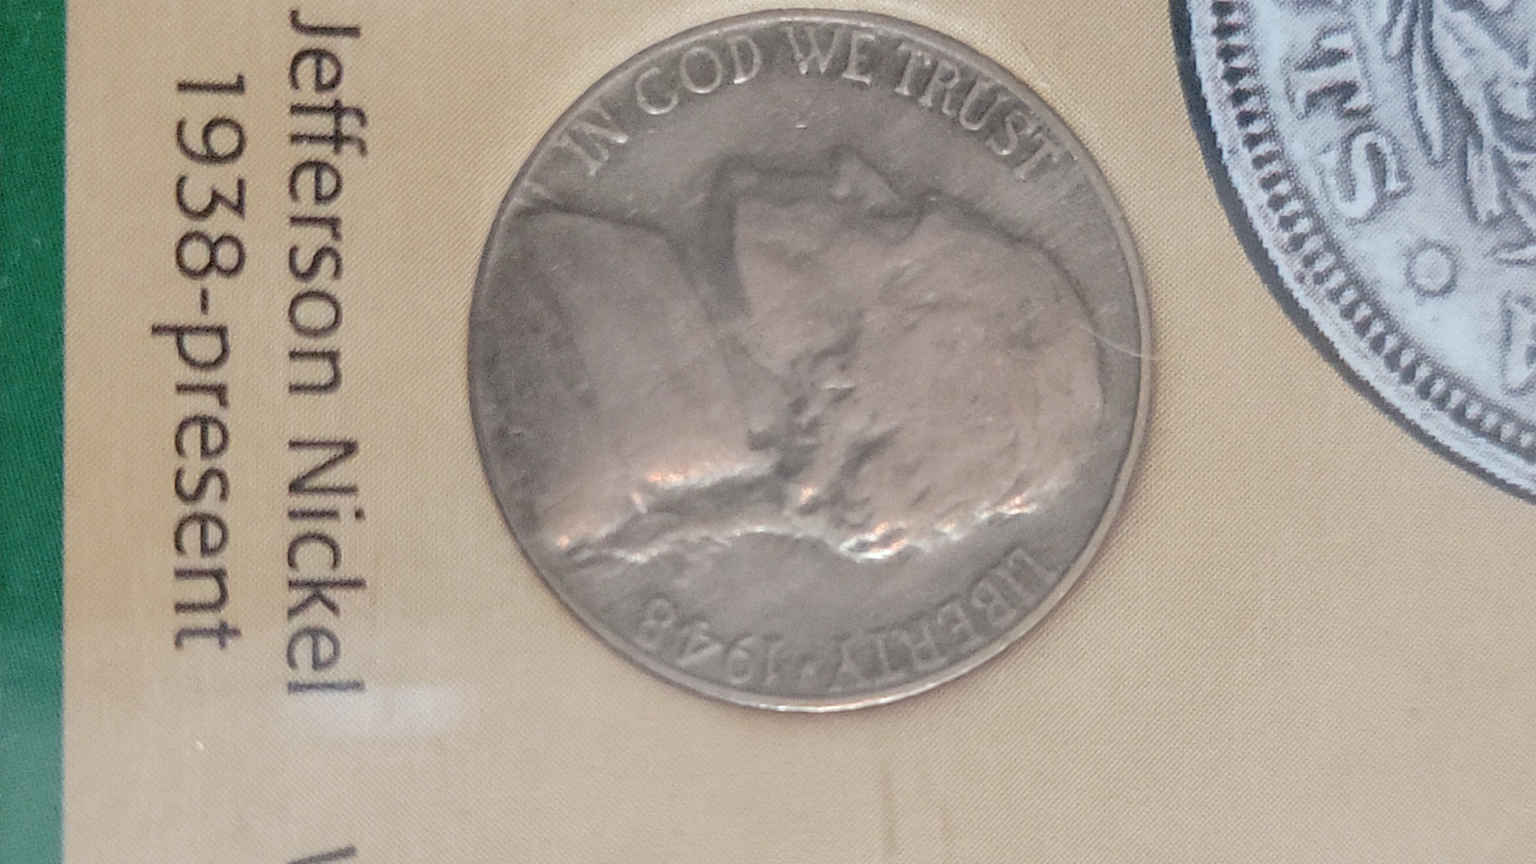 Jefferson Nickel
1938-present
IN GOD WE TRUST
LIBERTY * 1948